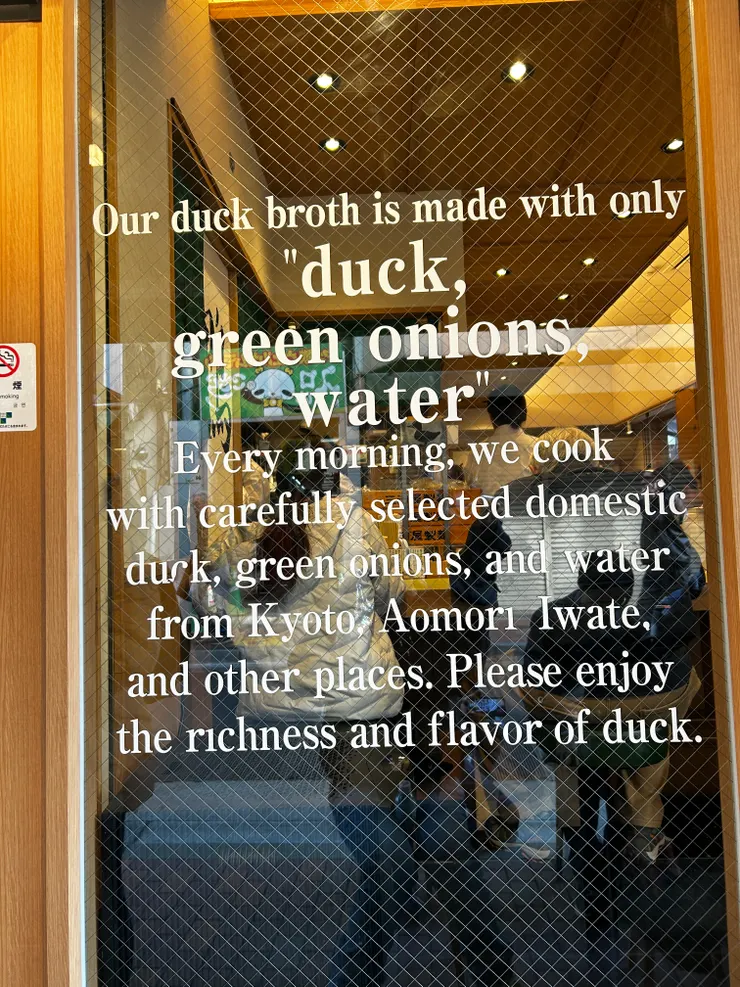 Our duck broth is made with only
"duck,
green onions,
water"
Every morning, we cook
with carefully selected domestic
duck, green onions, and water
from Kyoto, Aomori Iwate,
and other places. Please enjoy
the richness and flavor of duck.
煙
moking